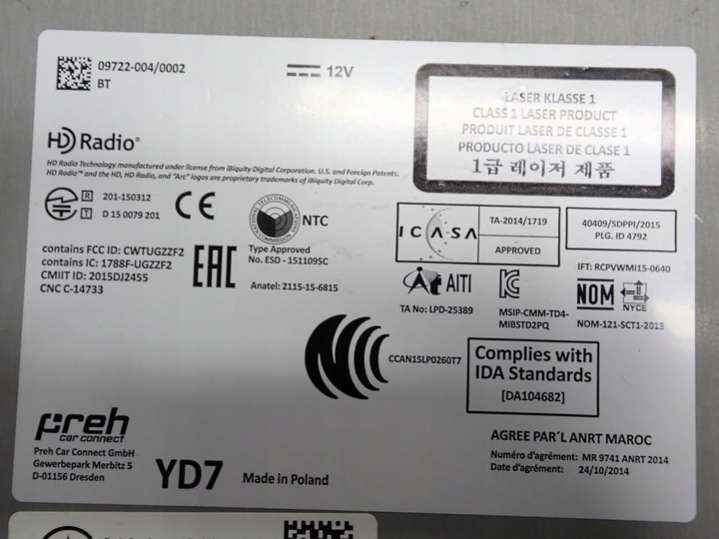 09722-004/0002
BT
12V
LASER KLASSE 1
CLASS 1 LASER PRODUCT
PRODUIT LASER DE CLASSE 1
PRODUCTO LASER DE CLASE 1
1급 레이저 제품
HD Radio®
HD Radio Technology manufactured under license from iBiquity Digital Corporation. U.S. and Foreign Patents.
HD Radio™ and the HD, HD Radio, and "Arc" logos are proprietary trademarks of iBiquity Digital Corp.
R 201-150312
T D 15 0079 201
CE
NTC
Type Approved
No. ESD - 1511095C
ICASA
TA-2014/1719
APPROVED
40409/SDPPI/2015
PLG. ID 4792
contains FCC ID: CWTUGZZF2
contains IC: 1788F-UGZZF2
CMIIT ID: 2015DJ2455
CNC C-14733
EAC
Anatel: 2115-15-6815
AITI
TA No: LPD-25389
MSIP-CMM-TD4-
MIBSTD2PQ
IFT: RCPVWMI15-0640
NOM
NYCE
NOM-121-SCT1-2013
CCAN15LP0260T7
Complies with
IDA Standards
[DA104682]
preh
car connect
Preh Car Connect GmbH
Gewerbepark Merbitz 5
D-01156 Dresden
YD7
Made in Poland
AGREE PAR'L ANRT MAROC
Numéro d'agrément: MR 9741 ANRT 2014
Date d'agrément: 24/10/2014